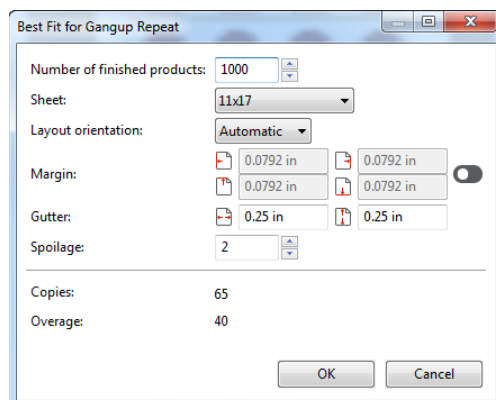 Best Fit for Gangup Repeat
Number of finished products: 1000
Sheet: 11x17
Layout orientation: Automatic
Margin: 0.0792 in 0.0792 in
0.0792 in 0.0792 in
Gutter: 0.25 in 0.25 in
Spoilage: 2
Copies: 65
Overage: 40
OK Cancel